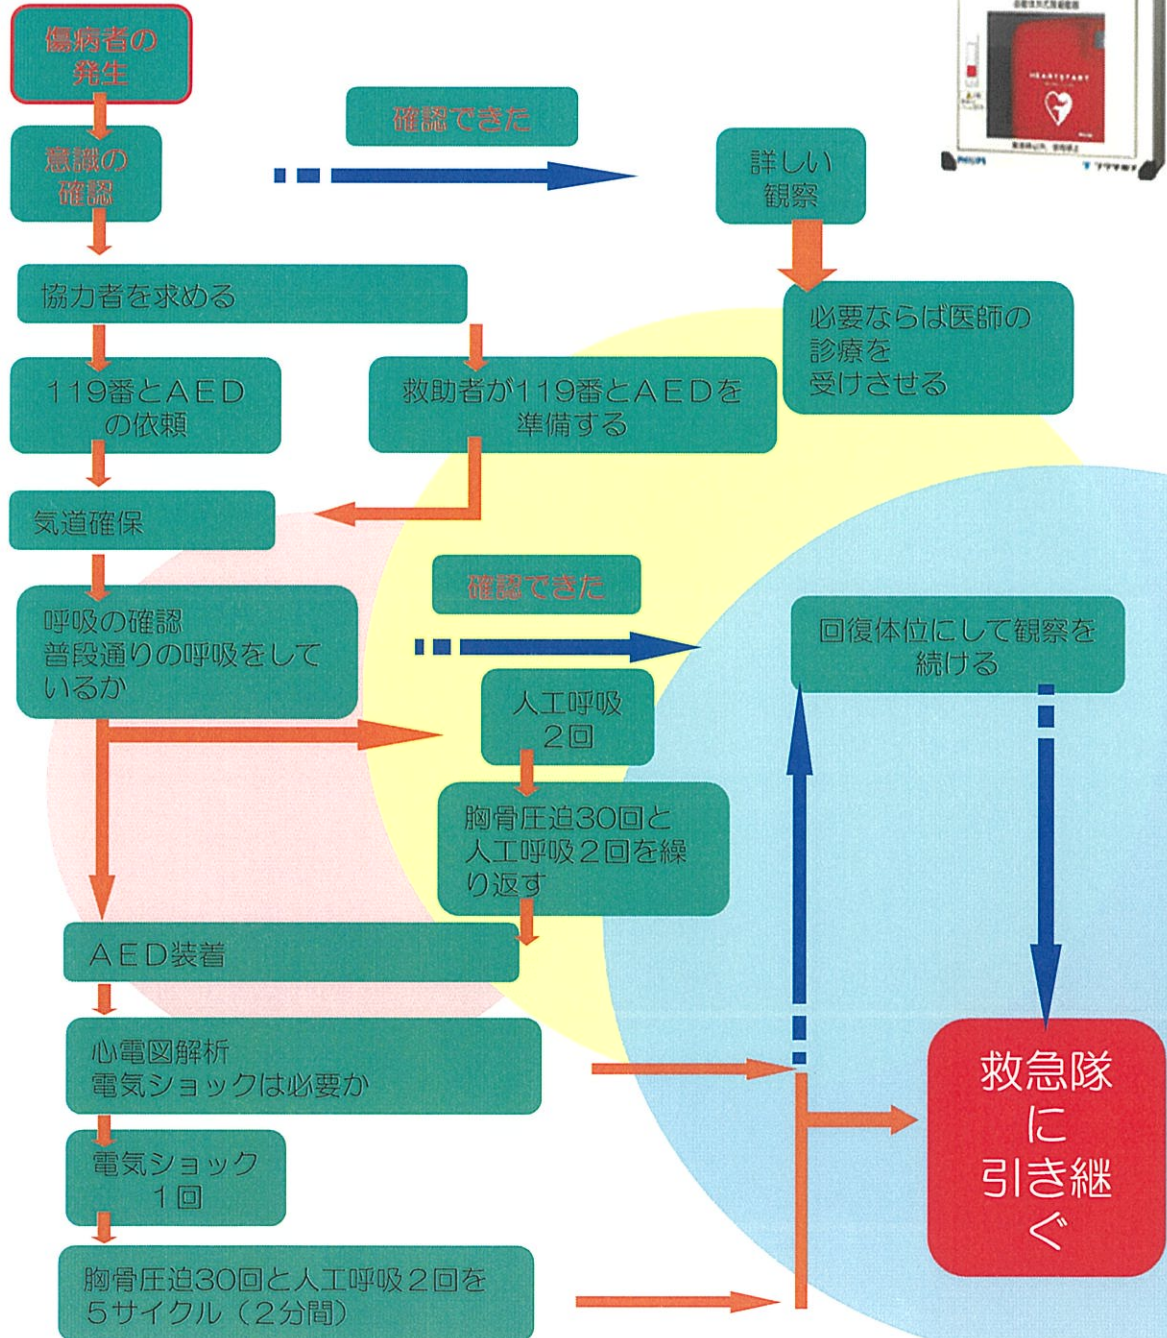 傷病者の
発生
確認できた
意識の
確認
詳しい
観察
HEARTSTART
PHILIPS
協力者を求める
必要ならば医師の
診療を
受けさせる
119番とAED
の依頼
救助者が119番とAEDを
準備する
気道確保
確認できた
呼吸の確認
普段通りの呼吸をして
いるか
回復体位にして観察を
続ける
人工呼吸
2回
胸骨圧迫30回と
人工呼吸2回を繰
り返す
AED装着
心電図解析
電気ショックは必要か
電気ショック
1回
胸骨圧迫30回と人工呼吸2回を
5サイクル（2分間）
救急隊
に
引き継
ぐ